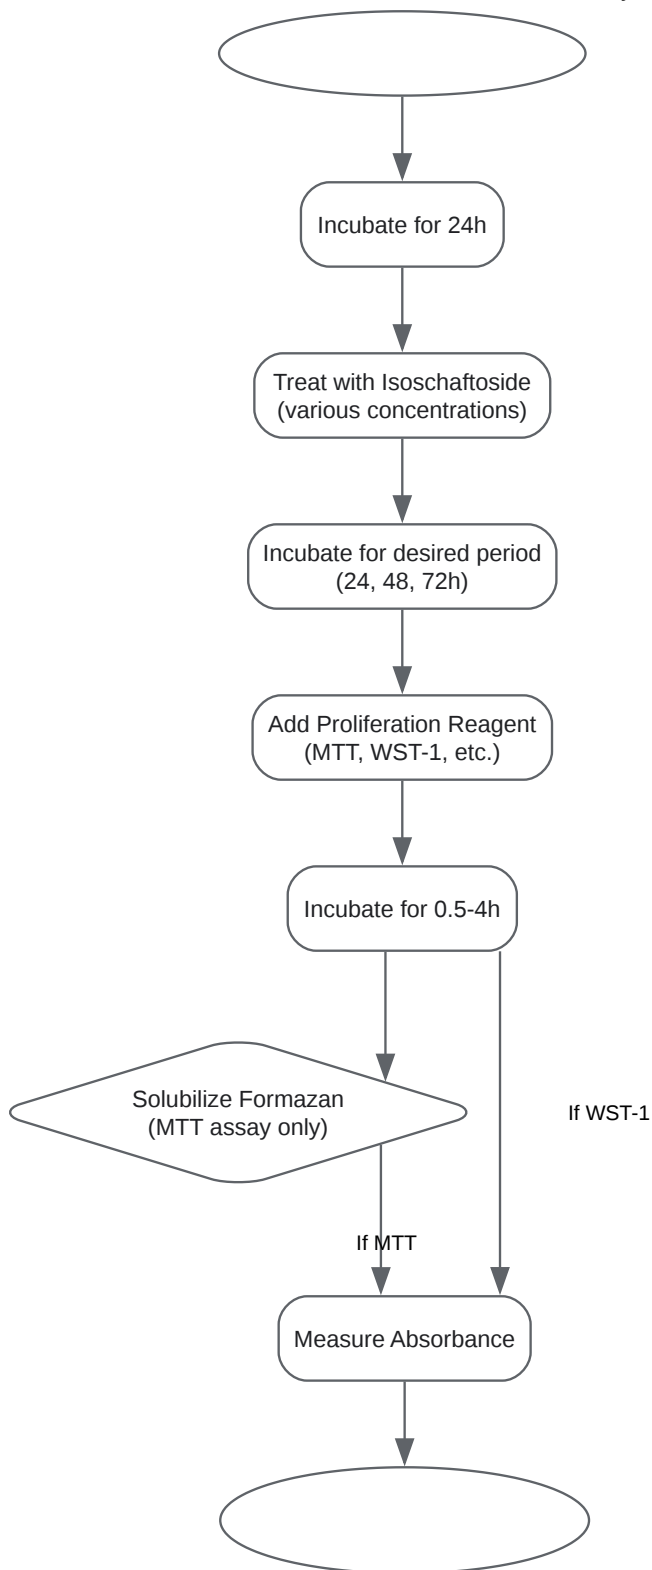 Incubate for 24h
Treat with Isoschaftoside
(various concentrations)
Incubate for desired period
(24, 48, 72h)
Add Proliferation Reagent
(MTT, WST-1, etc.)
Incubate for 0.5-4h
Solubilize Formazan
(MTT assay only)
If WST-1
If MTT
Measure Absorbance